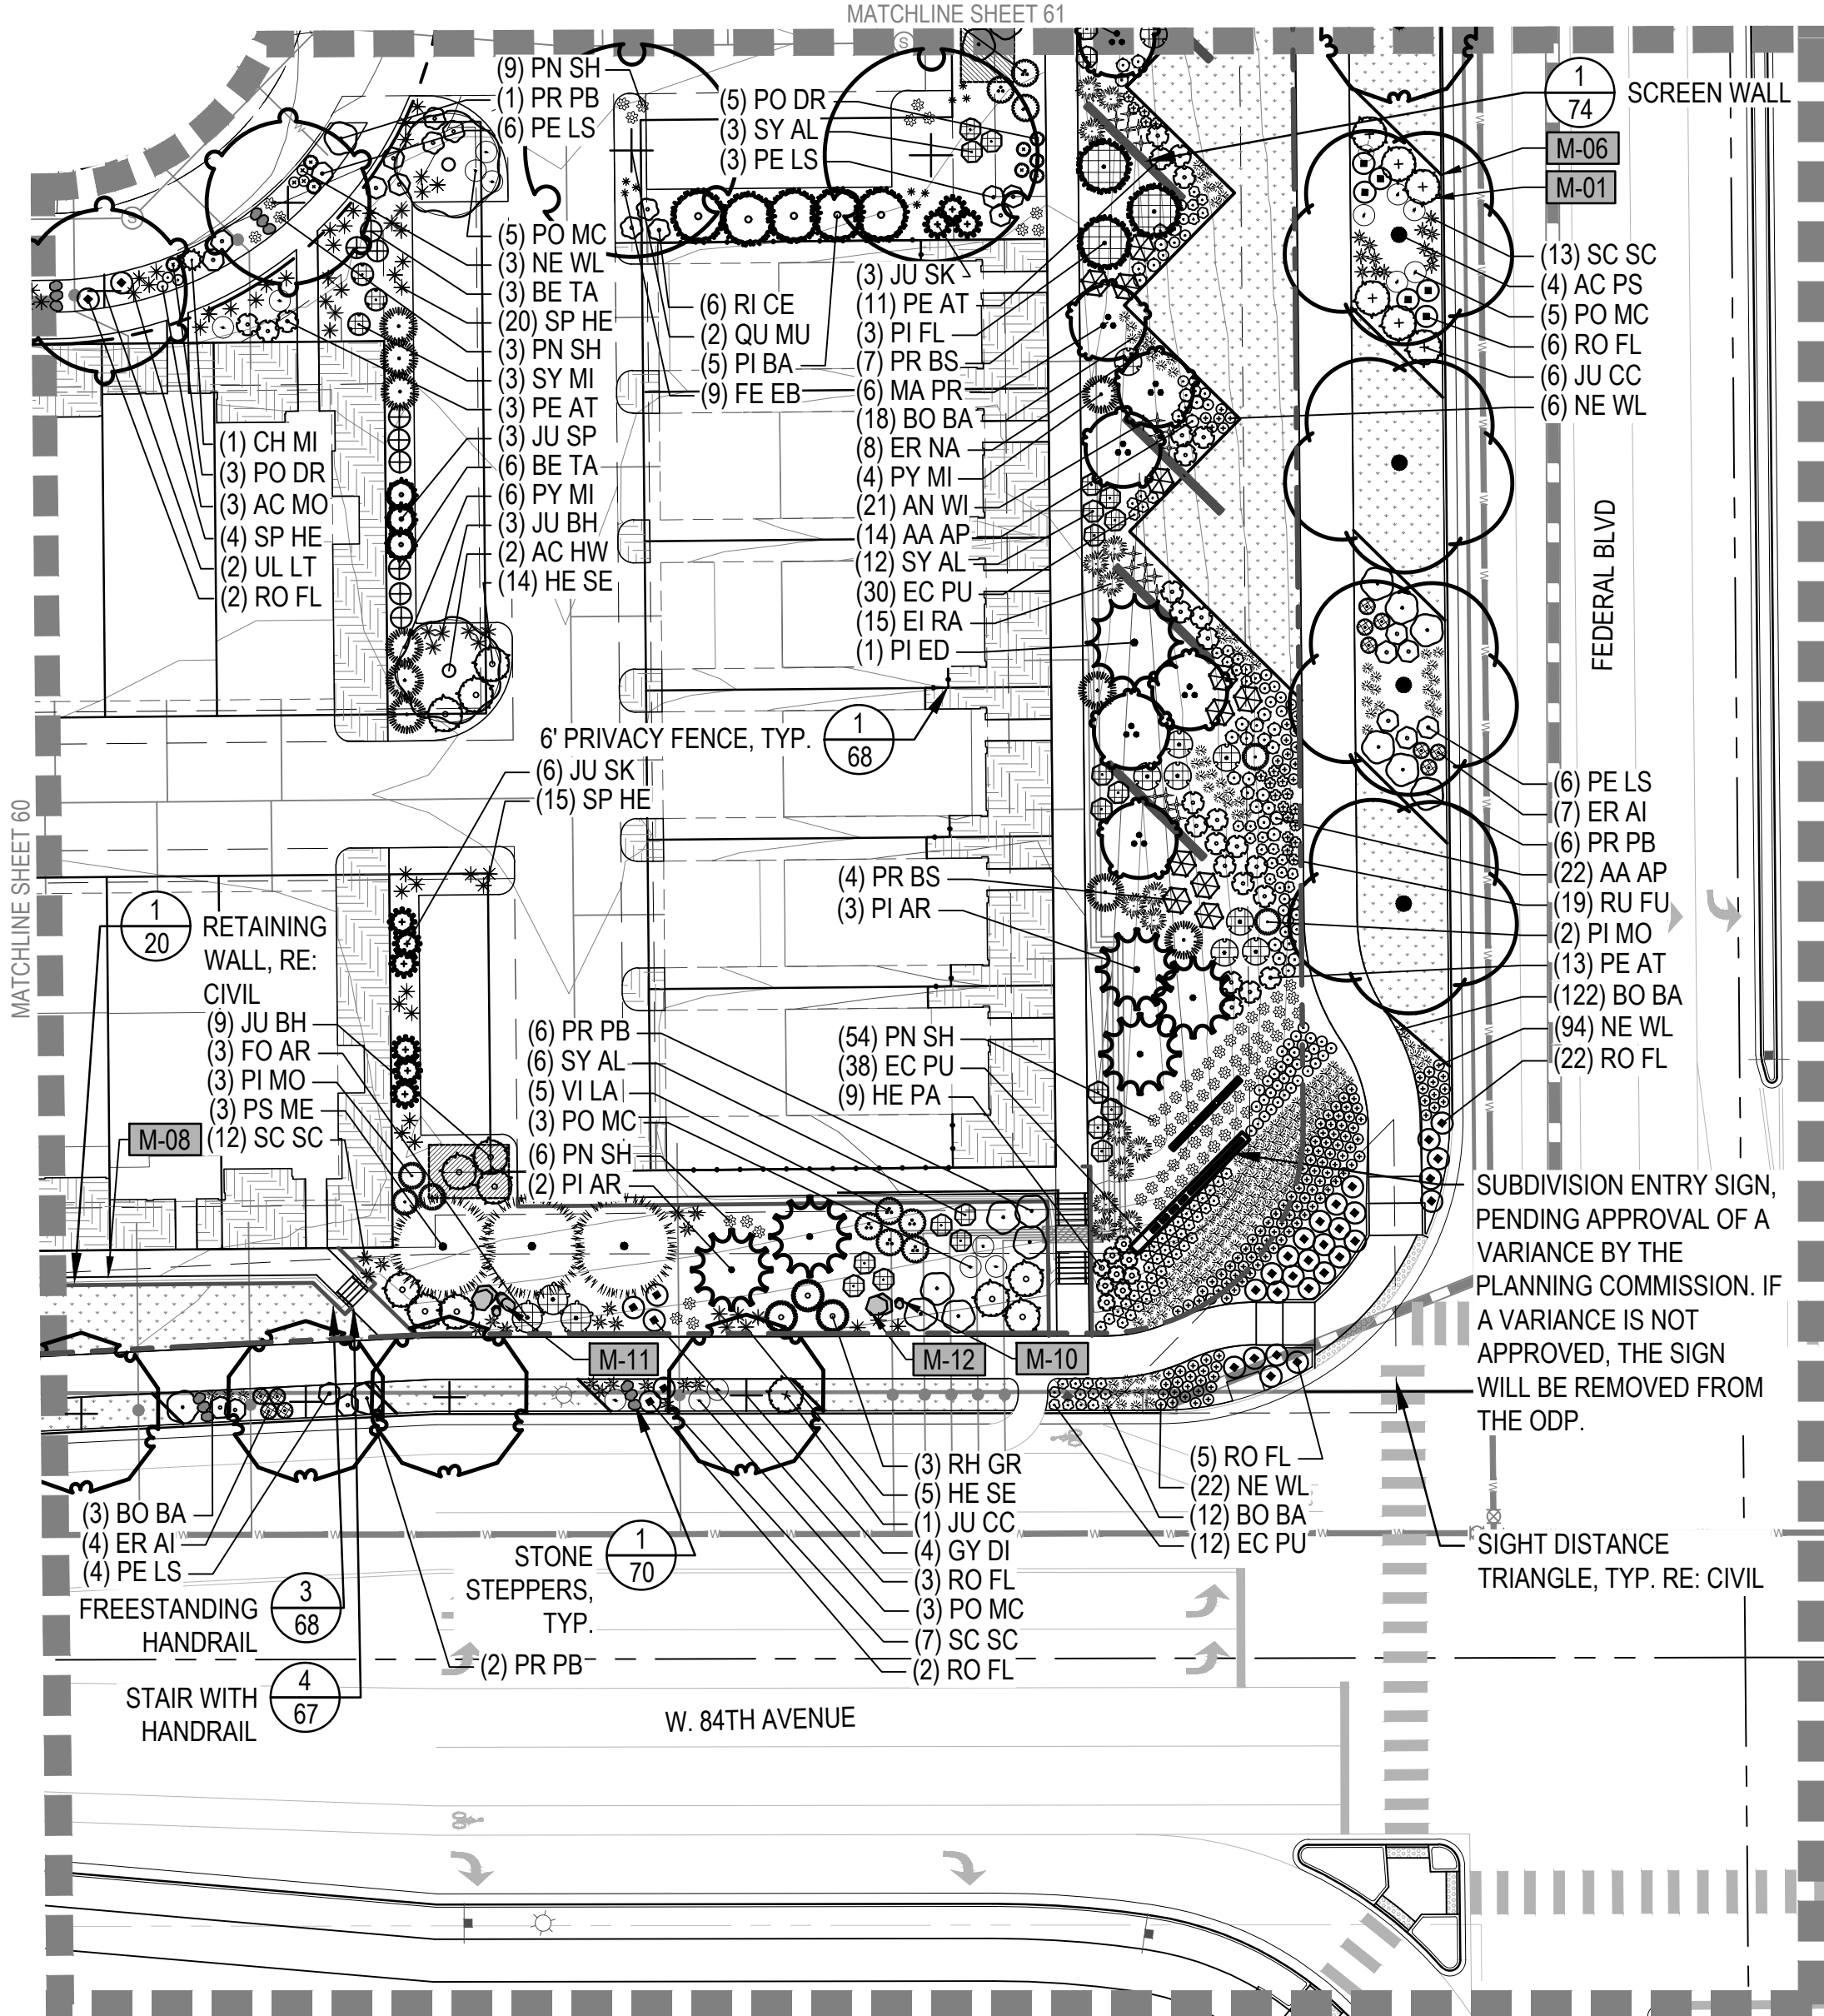 MATCHLINE SHEET 61
(9) PN SH
(1) PR PB
(6) PE LS
(5) PO DR
(3) SY AL
(3) PE LS
1
74
SCREEN WALL
M-06
M-01
S
(5) PO MC
(3) NE WL
(3) BE TA
(20) SP HE
(3) PN SH
(3) SY MI
(3) PE AT
(3) JU SP
(6) BE TA
(6) PY MI
(3) JU BH
(2) AC HW
(14) HE SE
(6) RI CE
(2) QU MU
(5) PI BA
(9) FE EB
(3) JU SK
(11) PE AT
(3) PI FL
(7) PR BS
(6) MA PR
(18) BO BA
(8) ER NA
(4) PY MI
(21) AN WI
(14) AA AP
(12) SY AL
(30) EC PU
(15) EI RA
(1) PI ED
(13) SC SC
(4) AC PS
(5) PO MC
(6) RO FL
(6) JU CC
(6) NE WL
(1) CH MI
(3) PO DR
(3) AC MO
(4) SP HE
(2) UL LT
(2) RO FL
FEDERAL BLVD
6' PRIVACY FENCE, TYP.
1
68
(6) JU SK
(15) SP HE
MATCHLINE SHEET 60
(6) PE LS
(7) ER AI
(6) PR PB
(22) AA AP
(19) RU FU
(2) PI MO
(13) PE AT
(122) BO BA
(94) NE WL
(22) RO FL
(4) PR BS
(3) PI AR
1
20
RETAINING
WALL, RE:
CIVIL
(9) JU BH
(3) FO AR
(3) PI MO
(3) PS ME
(12) SC SC
M-08
(6) PR PB
(6) SY AL
(5) VI LA
(3) PO MC
(6) PN SH
(2) PI AR
(54) PN SH
(38) EC PU
(9) HE PA
SUBDIVISION ENTRY SIGN,
PENDING APPROVAL OF A
VARIANCE BY THE
PLANNING COMMISSION. IF
A VARIANCE IS NOT
APPROVED, THE SIGN
WILL BE REMOVED FROM
THE ODP.
M-11
M-12
M-10
(3) BO BA
(4) ER AI
(4) PE LS
FREESTANDING
HANDRAIL
3
68
STAIR WITH
HANDRAIL
4
67
STONE
STEPPERS,
TYP.
1
70
(2) PR PB
(3) RH GR
(5) HE SE
(1) JU CC
(4) GY DI
(3) RO FL
(3) PO MC
(7) SC SC
(2) RO FL
(5) RO FL
(22) NE WL
(12) BO BA
(12) EC PU
SIGHT DISTANCE
TRIANGLE, TYP. RE: CIVIL
W. 84TH AVENUE